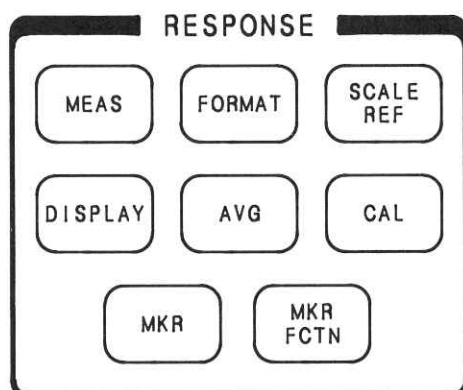 RESPONSE
MEAS
FORMAT
SCALE
REF
DISPLAY
AVG
CAL
MKR
MKR
FCTN